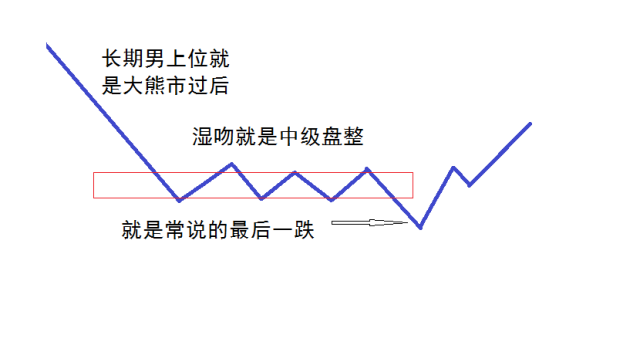 长期男上位就
是大熊市过后
湿吻就是中级盘整
就是常说的最后一跌